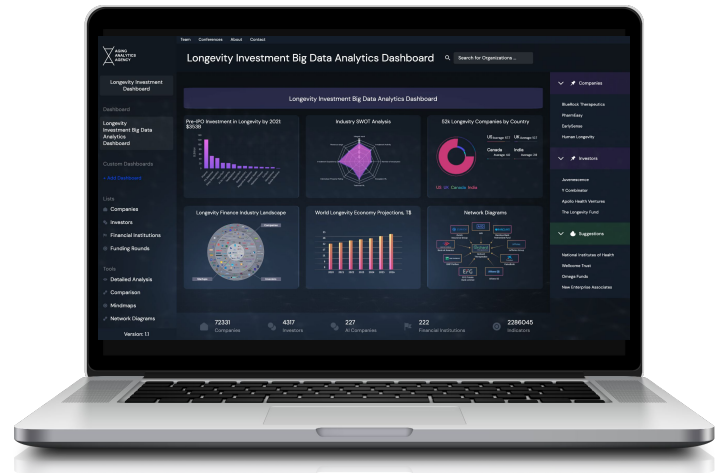 Team Conferences About Contact
AGING
ANALYTICS
AGENCY
Longevity Investment Big Data Analytics Dashboard
Search for Organizations ...
Longevity Investment
Dashboard
Dashboard
Longevity
Investment Big Data
Analytics
Dashboard
Custom Dashboards
+ Add Dashboard
Lists
Companies
Investors
Financial Institutions
Funding Rounds
Tools
Detailed Analysis
Comparison
Mindmaps
Network Diagrams
Version: 1.1
Longevity Investment Big Data Analytics Dashboard
Pre-IPO Investment in Longevity by 2021:
$353B
Industry SWOT Analysis
52k Longevity Companies by Country
US
UK
Canada
India
US UK Canada India
Longevity Finance Industry Landscape
World Longevity Economy Projections, T$
Network Diagrams
72331
Companies
4317
Investors
227
AI Companies
222
Financial Institutions
2286045
Indicators
Companies
BlueRock Therapeutics
PharmEasy
EarlySense
Human Longevity
Investors
Juvenescence
Y Combinator
Apollo Health Ventures
The Longevity Fund
Suggestions
National Institutes of Health
Wellcome Trust
Omega Funds
New Enterprise Associates